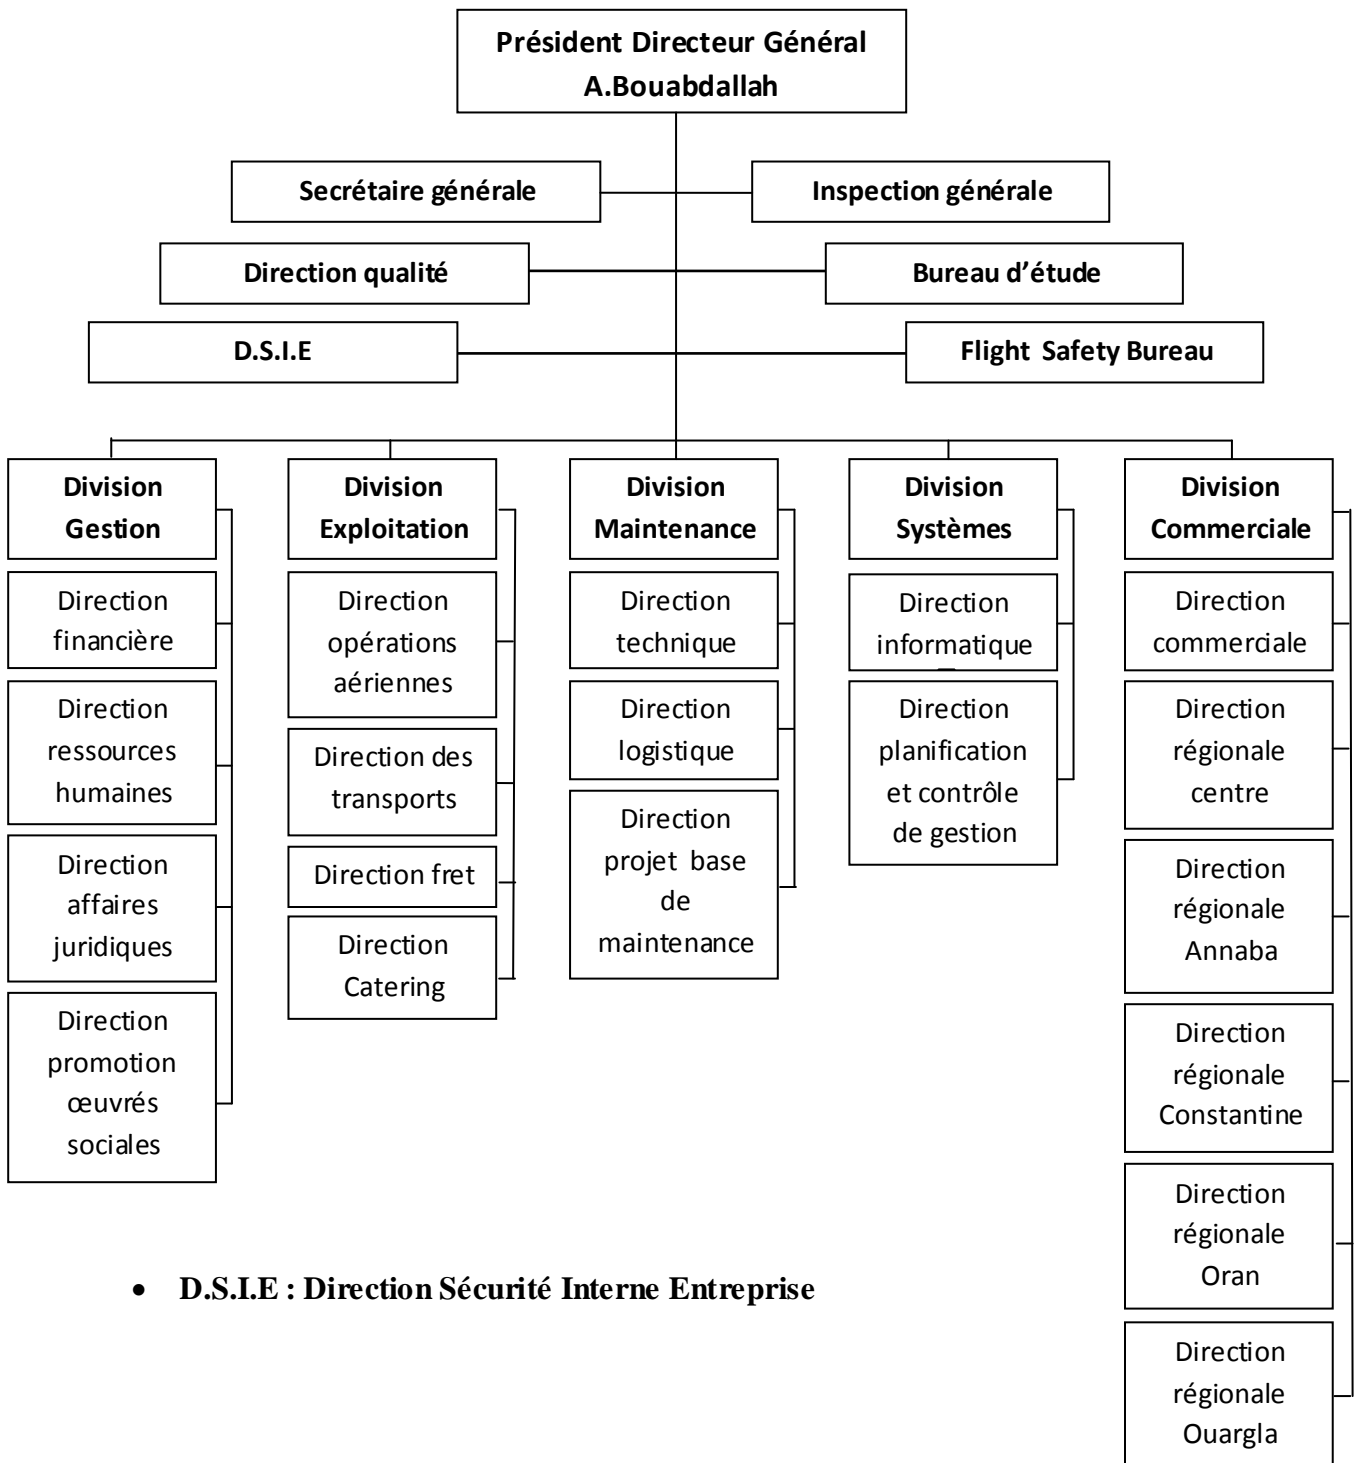 Président Directeur Général
A.Bouabdallah
Secrétaire générale
Inspection générale
Direction qualité
Bureau d’étude
D.S.I.E
Flight Safety Bureau
Division
Gestion
Direction
financière
Direction
ressources
humaines
Direction
affaires
juridiques
Direction
promotion
œuvrés
sociales
Division
Exploitation
Direction
opérations
aériennes
Direction des
transports
Direction fret
Direction
Catering
Division
Maintenance
Direction
technique
Direction
logistique
Direction
projet base
de
maintenance
Division
Systèmes
Direction
informatique
Direction
planification
et contrôle
de gestion
Division
Commerciale
Direction
commerciale
Direction
régionale
centre
Direction
régionale
Annaba
Direction
régionale
Constantine
Direction
régionale
Oran
Direction
régionale
Ouargla
• D.S.I.E : Direction Sécurité Interne Entreprise